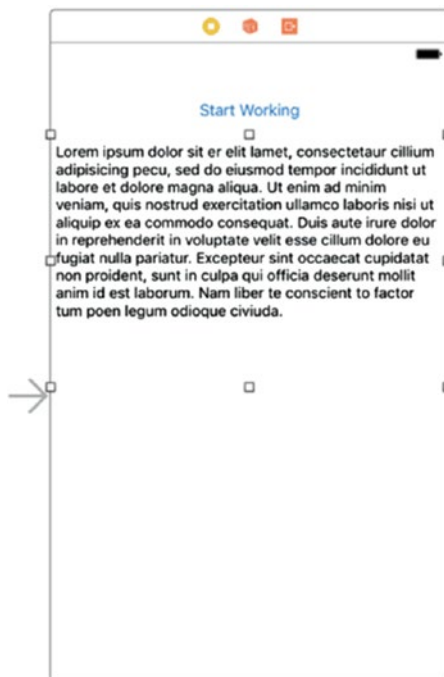 Start Working
Lorem ipsum dolor sit er elit lamet, consectetaur cillium
adipisicing pecu, sed do eiusmod tempor incididunt ut
labore et dolore magna aliqua. Ut enim ad minim
veniam, quis nostrud exercitation ullamco laboris nisi ut
aliquip ex ea commodo consequat. Duis aute irure dolor
in reprehenderit in voluptate velit esse cillum dolore eu
fugiat nulla pariatur. Excepteur sint occaecat cupidatat
non proident, sunt in culpa qui officia deserunt mollit
anim id est laborum. Nam liber te conscient to factor
tum poen legum odioque civiuda.